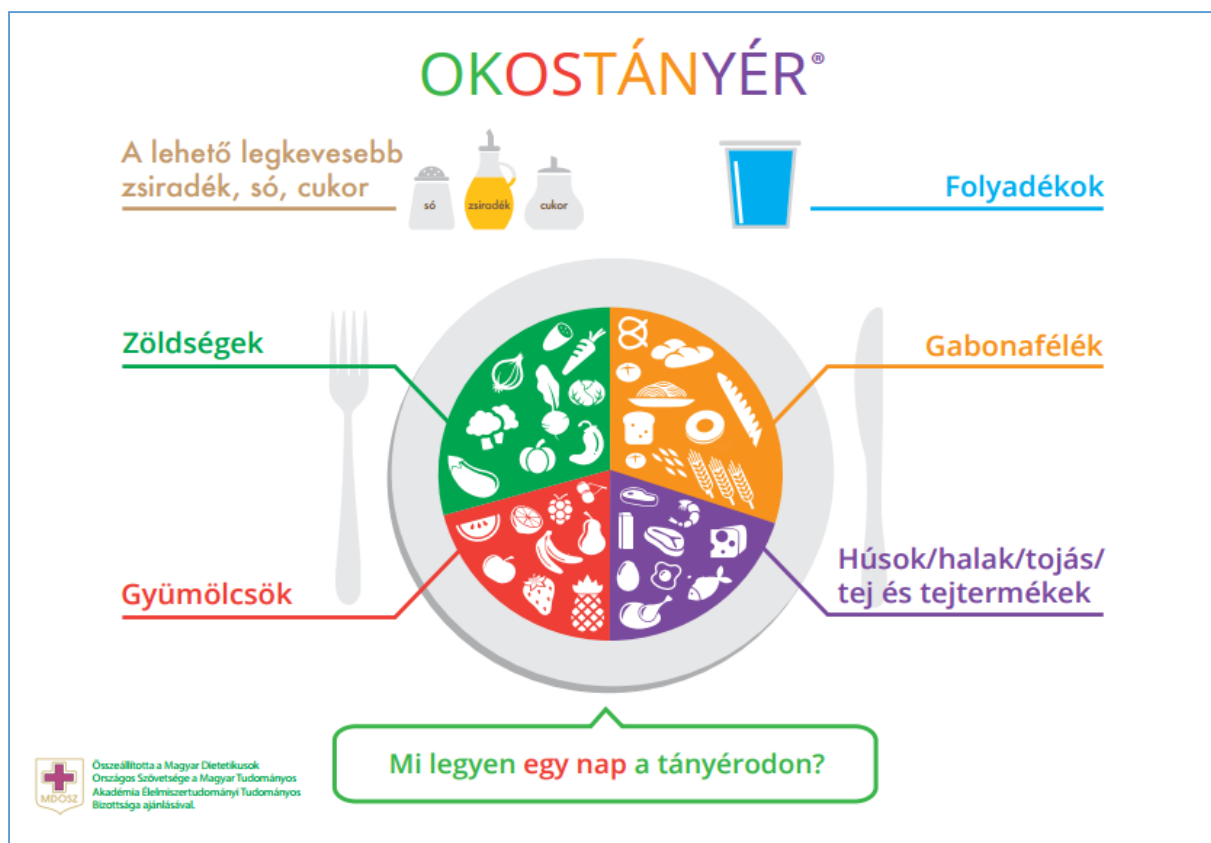 OKOSTÁNYÉR®
A lehető legkevesebb
zsiradék, só, cukor
só
zsiradék
cukor
Folyadékok
Zöldségek
Gabonafélék
Gyümölcsök
Húsok/halak/tojás/
tej és tejtermékek
Mi legyen egy nap a tányérodon?
MDOSZ
Összeállította a Magyar Dietetikusok
Országos Szövetsége a Magyar Tudományos
Akadémia Élelmiszertudományi Tudományos
Bizottsága ajánlásával.